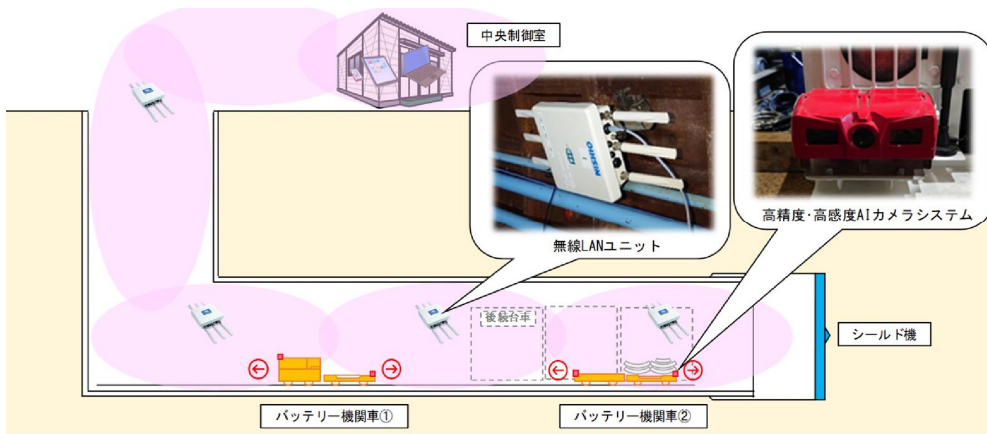 中央制御室
NISHIO
無線LANユニット
高精度・高感度AIカメラシステム
後続台車
シールド機
バッテリー機関車①
バッテリー機関車②